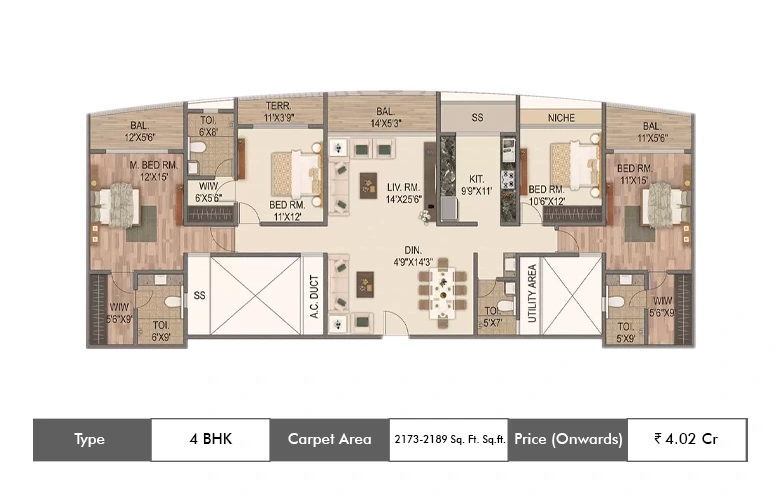 TERR.
11'X3'9"
BAL.
14'X5'3"
SS
NICHE
BAL.
12'X5'6"
TOI.
6'X8'
BAL.
11'X5'6"
M. BED RM.
12'X15'
WIW
6'X5'6"
BED RM.
11'X12'
LIV. RM.
14'X25'6"
KIT.
9'9"X11'
BED RM.
10'6"X12'
BED RM.
11'X15'
DIN.
4'9"X14'3"
SS
A.C. DUCT
UTILITY AREA
WIW
5'6"X9'
TOI.
6'X9'
TOI.
5'X7'
TOI.
5'X9'
WIW
5'6"X9'
Type
4 BHK
Carpet Area
2173-2189 Sq. Ft. Sq.ft.
Price (Onwards)
₹ 4.02 Cr